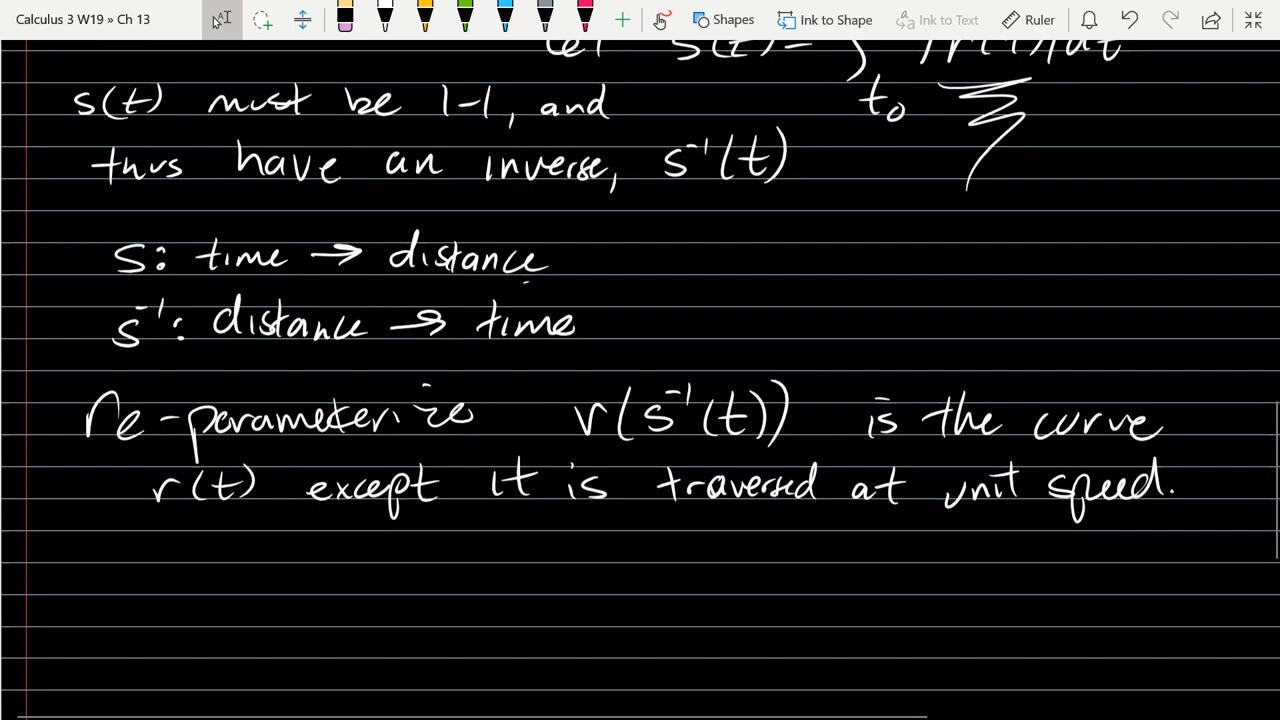 Calculus 3 W19 » Ch 13
Shapes
Ink to Shape
Ink to Text
Ruler
let s(t) = ∫
s(t) must be 1-1, and
t₀
thus have an inverse, s⁻¹(t)
s: time → distance
s⁻¹: distance → time
Re-parameterize r(s⁻¹(t)) is the curve
r(t) except it is traversed at unit speed.